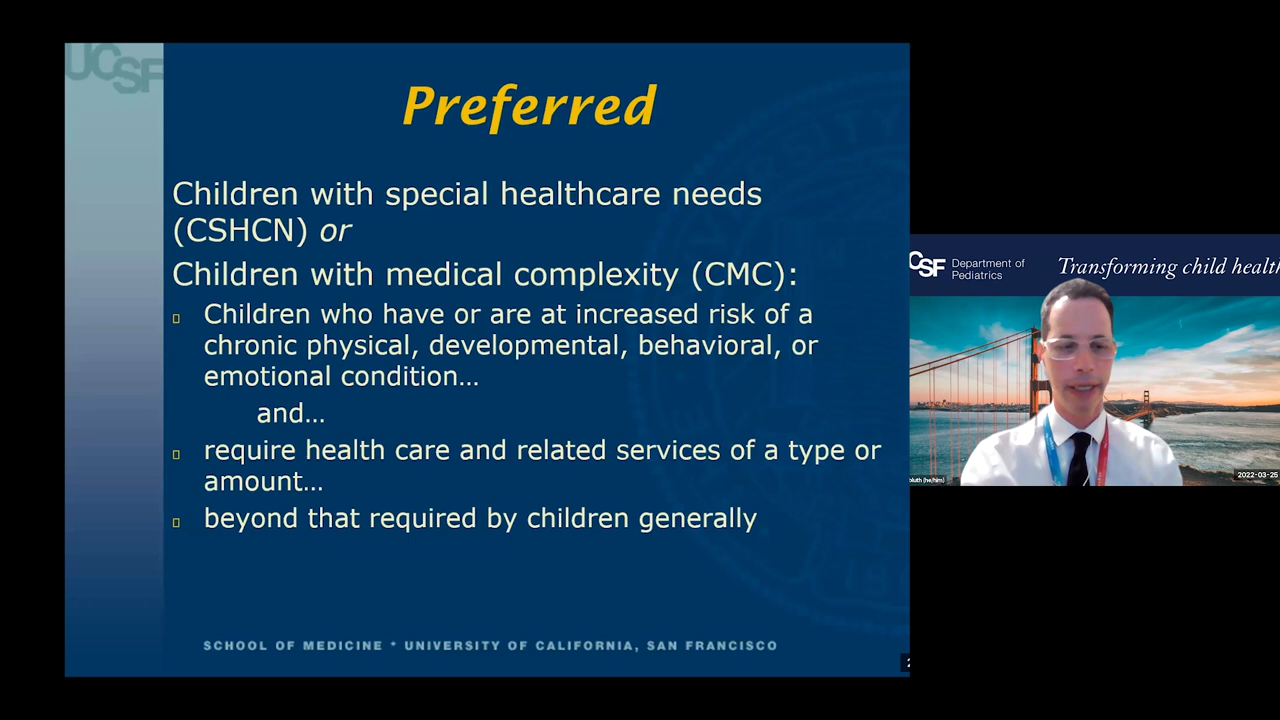 UCSF
Preferred
Children with special healthcare needs
(CSHCN) or
Children with medical complexity (CMC):
Children who have or are at increased risk of a
chronic physical, developmental, behavioral, or
emotional condition…
and…
require health care and related services of a type or
amount…
beyond that required by children generally
SCHOOL OF MEDICINE * UNIVERSITY OF CALIFORNIA, SAN FRANCISCO
CSF Department of
Pediatrics
Transforming child health
(he/him)
2022-03-25